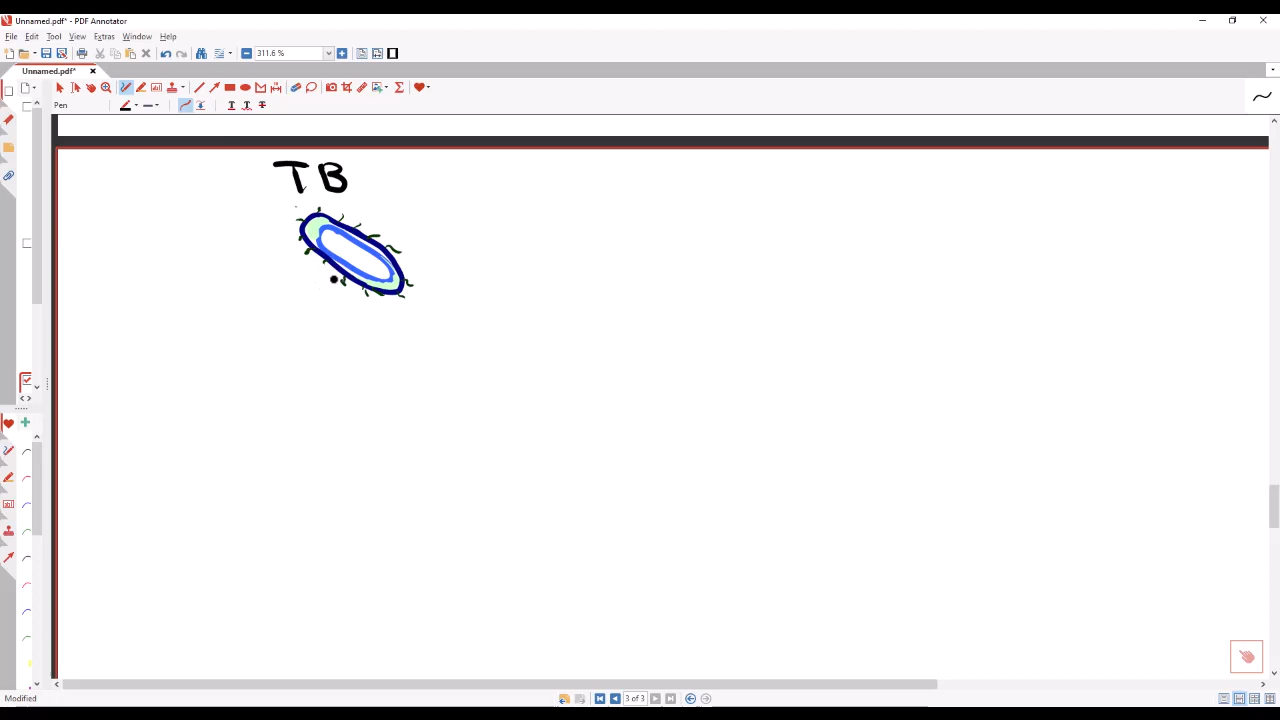 Unnamed.pdf* - PDF Annotator
File Edit Tool View Extras Window Help
311.6 %
Unnamed.pdf*
Pen
TB
Modified
3 of 3